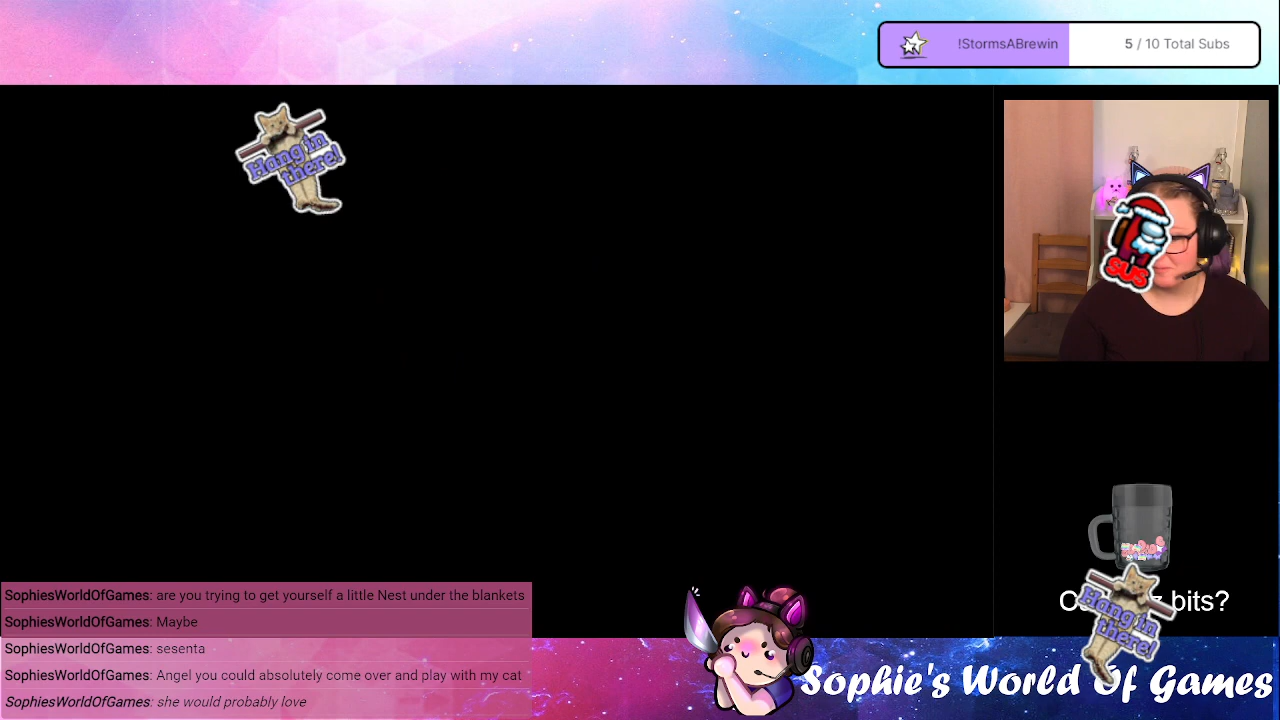 !StormsABrewin 5 / 10 Total Subs
Hang in
there!
SUS
SophiesWorldOfGames: are you trying to get yourself a little Nest under the blankets
SophiesWorldOfGames: Maybe
SophiesWorldOfGames: sesenta
SophiesWorldOfGames: Angel you could absolutely come over and play with my cat
SophiesWorldOfGames: she would probably love
bits?
Hang in
there!
Sophie's World Of Games